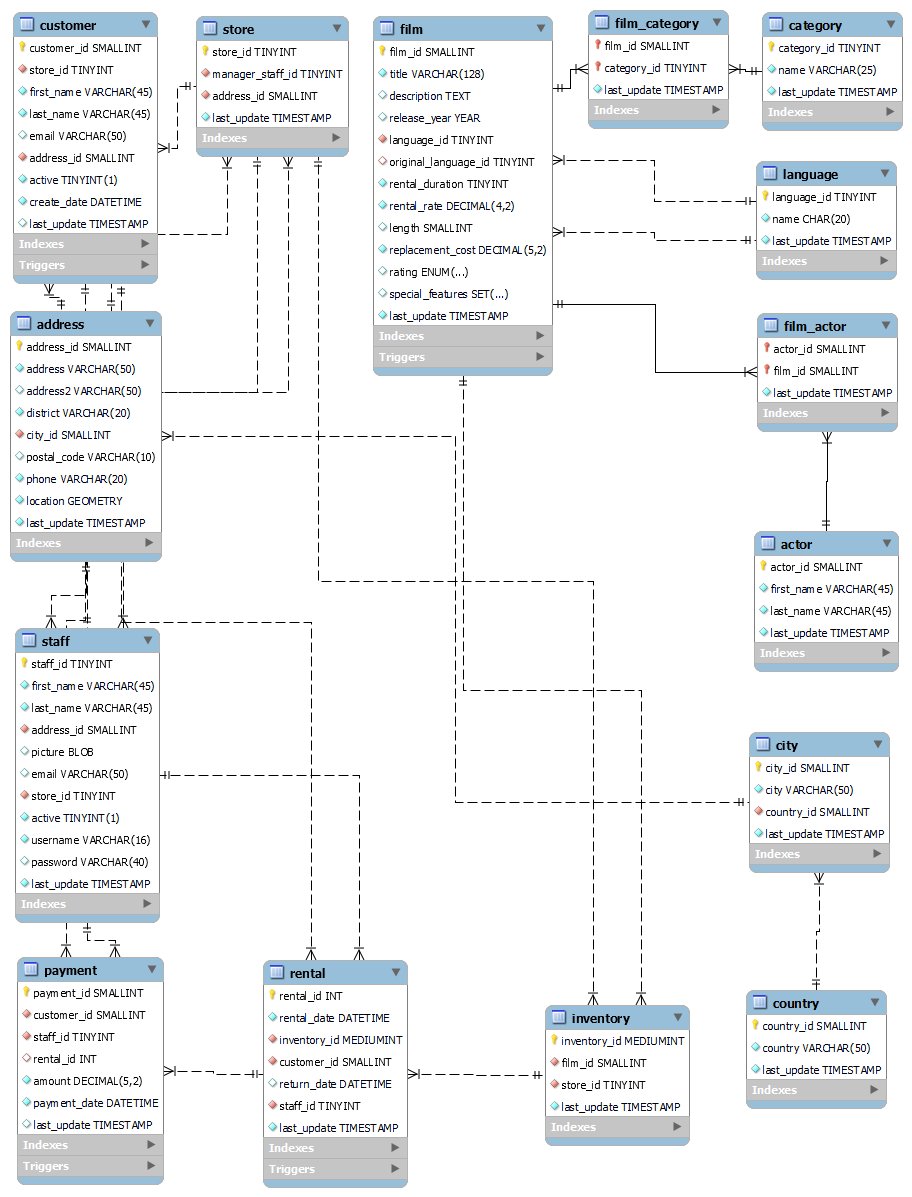 customer
customer_id SMALLINT
store_id TINYINT
first_name VARCHAR(45)
last_name VARCHAR(45)
email VARCHAR(50)
address_id SMALLINT
active TINYINT(1)
create_date DATETIME
last_update TIMESTAMP
Indexes
Triggers
store
store_id TINYINT
manager_staff_id TINYINT
address_id SMALLINT
last_update TIMESTAMP
Indexes
film
film_id SMALLINT
title VARCHAR(128)
description TEXT
release_year YEAR
language_id TINYINT
original_language_id TINYINT
rental_duration TINYINT
rental_rate DECIMAL(4,2)
length SMALLINT
replacement_cost DECIMAL(5,2)
rating ENUM(...)
special_features SET(...)
last_update TIMESTAMP
Indexes
Triggers
film_category
film_id SMALLINT
category_id TINYINT
last_update TIMESTAMP
Indexes
category
category_id TINYINT
name VARCHAR(25)
last_update TIMESTAMP
Indexes
language
language_id TINYINT
name CHAR(20)
last_update TIMESTAMP
Indexes
address
address_id SMALLINT
address VARCHAR(50)
address2 VARCHAR(50)
district VARCHAR(20)
city_id SMALLINT
postal_code VARCHAR(10)
phone VARCHAR(20)
location GEOMETRY
last_update TIMESTAMP
Indexes
film_actor
actor_id SMALLINT
film_id SMALLINT
last_update TIMESTAMP
Indexes
actor
actor_id SMALLINT
first_name VARCHAR(45)
last_name VARCHAR(45)
last_update TIMESTAMP
Indexes
staff
staff_id TINYINT
first_name VARCHAR(45)
last_name VARCHAR(45)
address_id SMALLINT
picture BLOB
email VARCHAR(50)
store_id TINYINT
active TINYINT(1)
username VARCHAR(16)
password VARCHAR(40)
last_update TIMESTAMP
Indexes
city
city_id SMALLINT
city VARCHAR(50)
country_id SMALLINT
last_update TIMESTAMP
Indexes
payment
payment_id SMALLINT
customer_id SMALLINT
staff_id TINYINT
rental_id INT
amount DECIMAL(5,2)
payment_date DATETIME
last_update TIMESTAMP
Indexes
Triggers
rental
rental_id INT
rental_date DATETIME
inventory_id MEDIUMINT
customer_id SMALLINT
return_date DATETIME
staff_id TINYINT
last_update TIMESTAMP
Indexes
Triggers
inventory
inventory_id MEDIUMINT
film_id SMALLINT
store_id TINYINT
last_update TIMESTAMP
Indexes
country
country_id SMALLINT
country VARCHAR(50)
last_update TIMESTAMP
Indexes